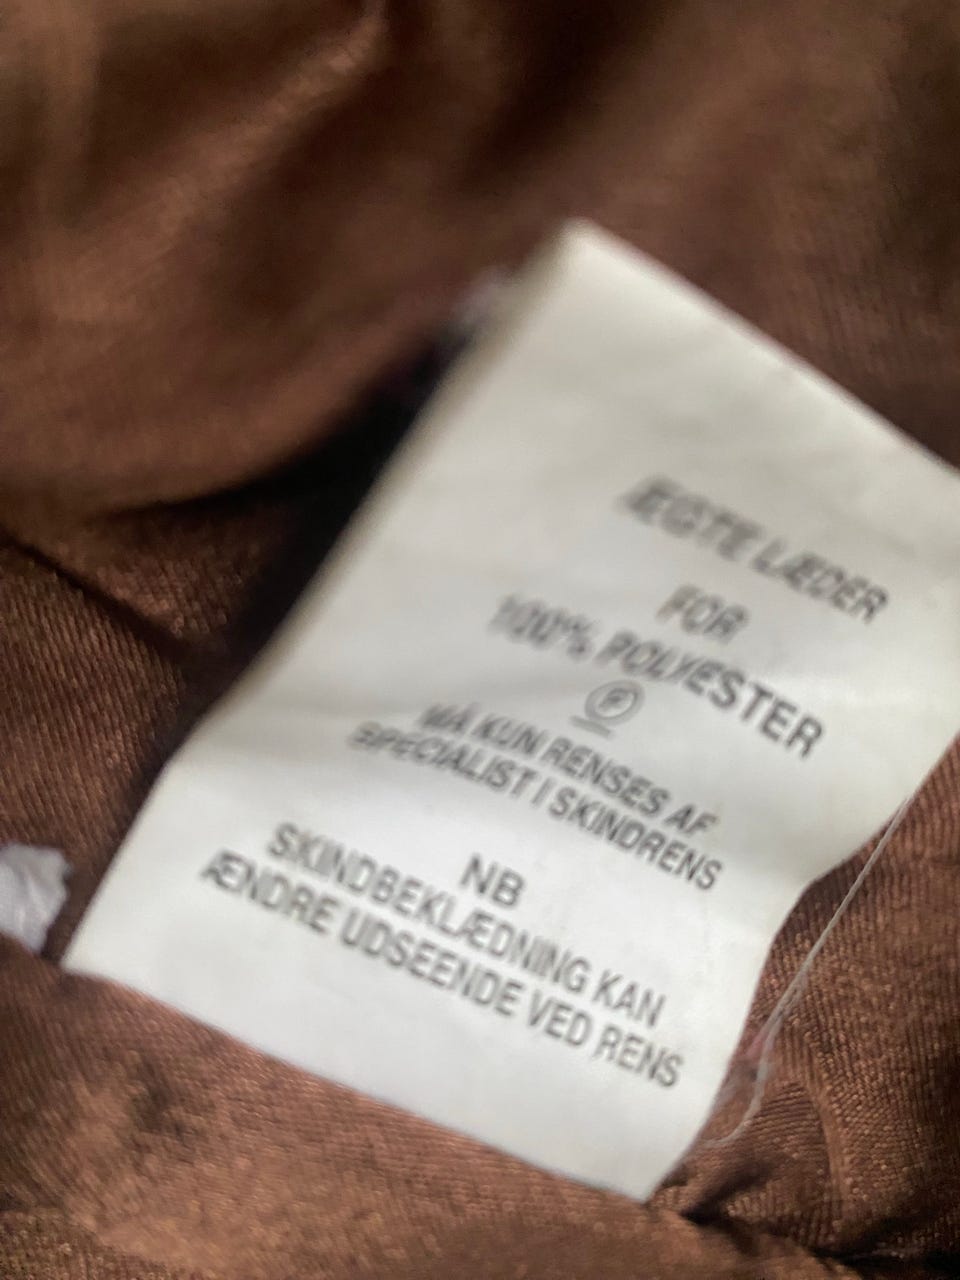 ÆGTE LÆDER
FOR
100% POLYESTER
P
MÅ KUN RENSES AF
SPECIALIST I SKINDRENS
NB
SKINDBEKLÆDNING KAN
ÆNDRE UDSEENDE VED RENS